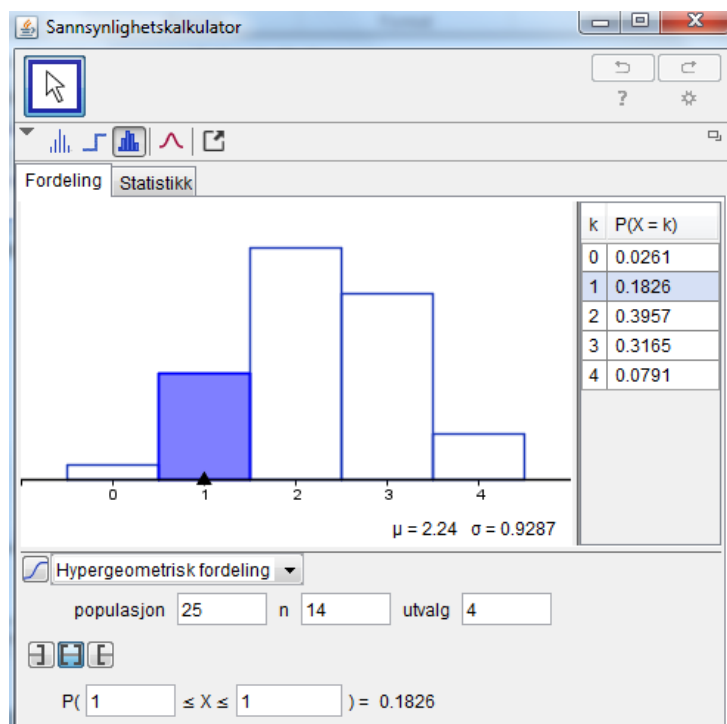 Sannsynlighetskalkulator
?
Fordeling Statistikk
k P(X = k)
0 0.0261
1 0.1826
2 0.3957
3 0.3165
4 0.0791
0 1 2 3 4
μ = 2.24 σ = 0.9287
Hypergeometrisk fordeling
populasjon 25 n 14 utvalg 4
P( 1 ≤ X ≤ 1 ) = 0.1826